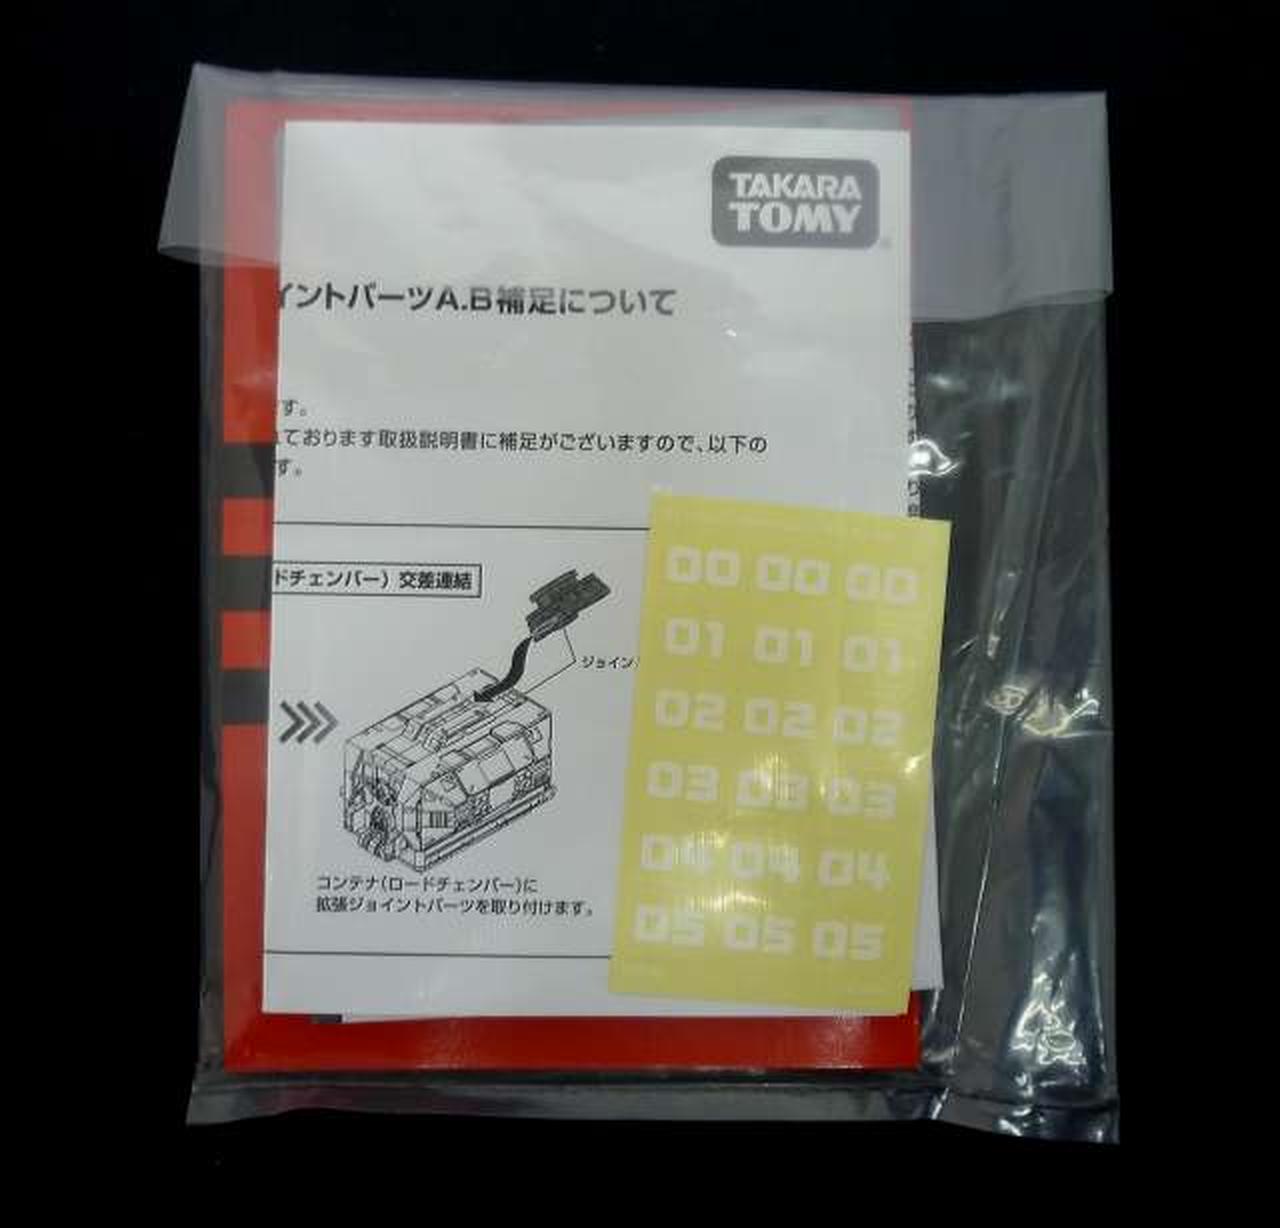 TAKARA
TOMY
イントパーツA.B補足について
す。
ております取扱説明書に補足がございますので、以下の
す。
ドチェンバー）交差連結
ジョイン
コンテナ(ロードチェンバー)に
拡張ジョイントパーツを取り付けます。
00 00 00
01 01 01
02 02 02
03 03 03
04 04 04
05 05 05